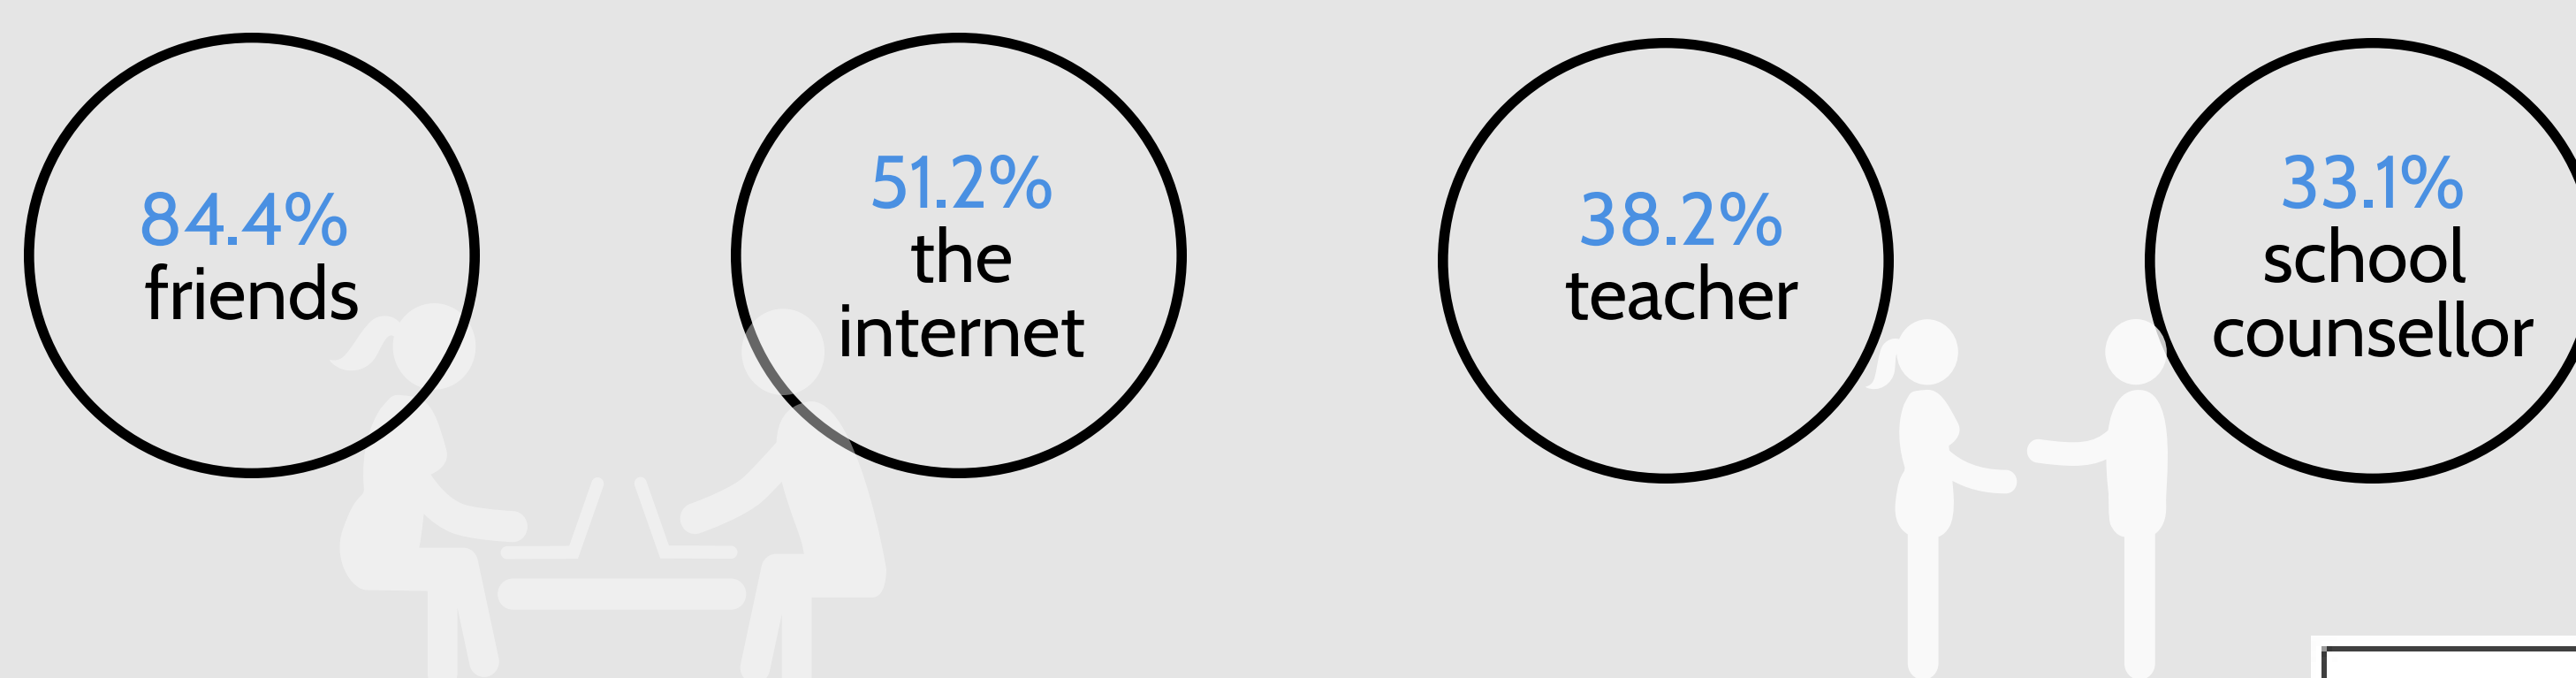 84.4%
friends
51.2%
the
internet
38.2%
teacher
33.1%
school
counsellor